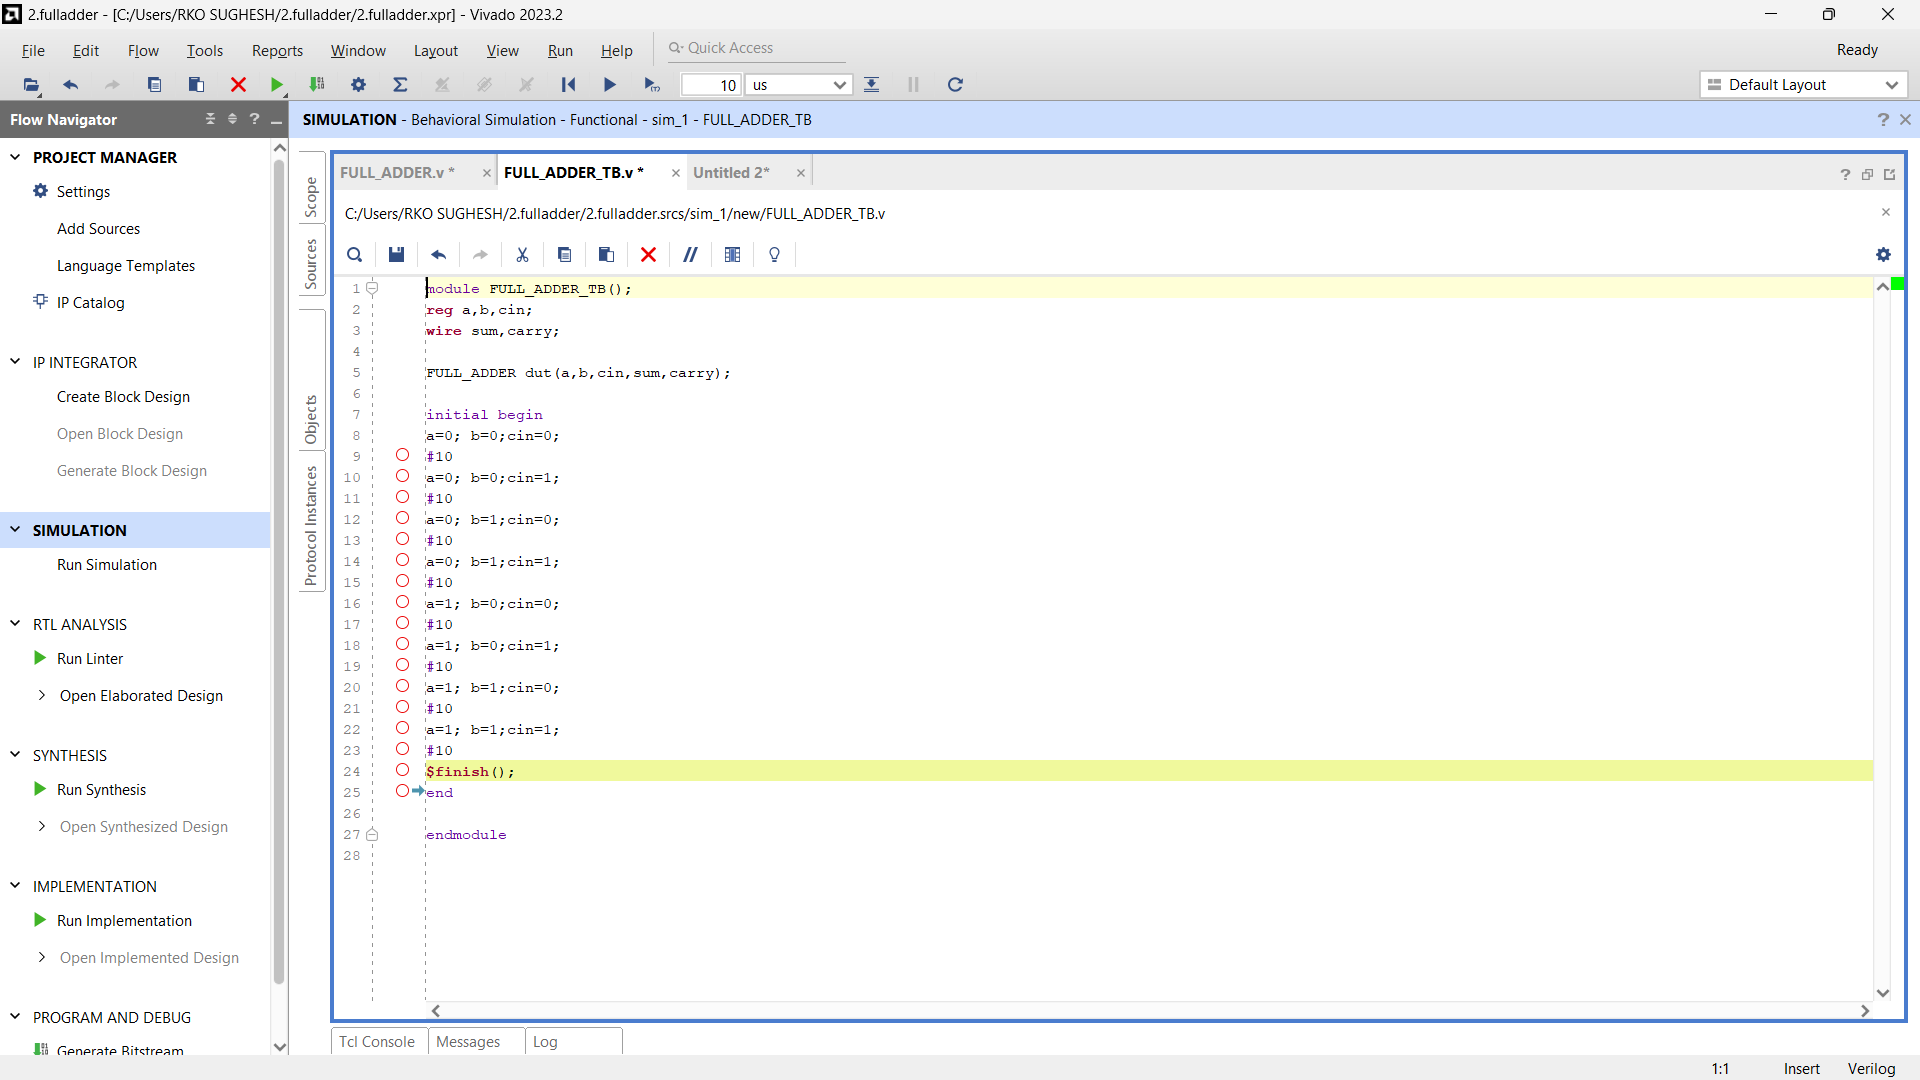 2.fulladder - [C:/Users/RKO SUGHESH/2.fulladder/2.fulladder.xpr] - Vivado 2023.2
File Edit Flow Tools Reports Window Layout View Run Help Quick Access
Ready
10 us
Default Layout
Flow Navigator
SIMULATION - Behavioral Simulation - Functional - sim_1 - FULL_ADDER_TB
PROJECT MANAGER
Settings
Add Sources
Language Templates
IP Catalog
IP INTEGRATOR
Create Block Design
Open Block Design
Generate Block Design
SIMULATION
Run Simulation
RTL ANALYSIS
Run Linter
Open Elaborated Design
SYNTHESIS
Run Synthesis
Open Synthesized Design
IMPLEMENTATION
Run Implementation
Open Implemented Design
PROGRAM AND DEBUG
Generate Bitstream
Scope
Sources
Objects
Protocol Instances
FULL_ADDER.v * FULL_ADDER_TB.v * Untitled 2*
C:/Users/RKO SUGHESH/2.fulladder/2.fulladder.srcs/sim_1/new/FULL_ADDER_TB.v
1 module FULL_ADDER_TB();
2 reg a,b,cin;
3 wire sum,carry;
4
5 FULL_ADDER dut(a,b,cin,sum,carry);
6
7 initial begin
8 a=0; b=0;cin=0;
9 #10
10 a=0; b=0;cin=1;
11 #10
12 a=0; b=1;cin=0;
13 #10
14 a=0; b=1;cin=1;
15 #10
16 a=1; b=0;cin=0;
17 #10
18 a=1; b=0;cin=1;
19 #10
20 a=1; b=1;cin=0;
21 #10
22 a=1; b=1;cin=1;
23 #10
24 $finish();
25 end
26
27 endmodule
28
Tcl Console Messages Log
1:1 Insert Verilog